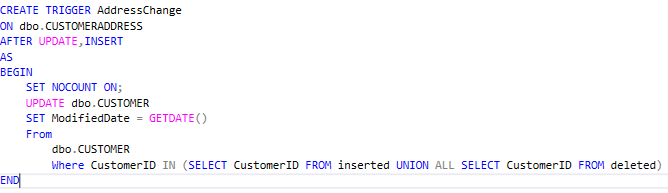 CREATE TRIGGER AddressChange
ON dbo.CUSTOMERADDRESS
AFTER UPDATE,INSERT
AS
BEGIN
    SET NOCOUNT ON;
    UPDATE dbo.CUSTOMER
    SET ModifiedDate = GETDATE()
    From
        dbo.CUSTOMER
        Where CustomerID IN (SELECT CustomerID FROM inserted UNION ALL SELECT CustomerID FROM deleted)
END